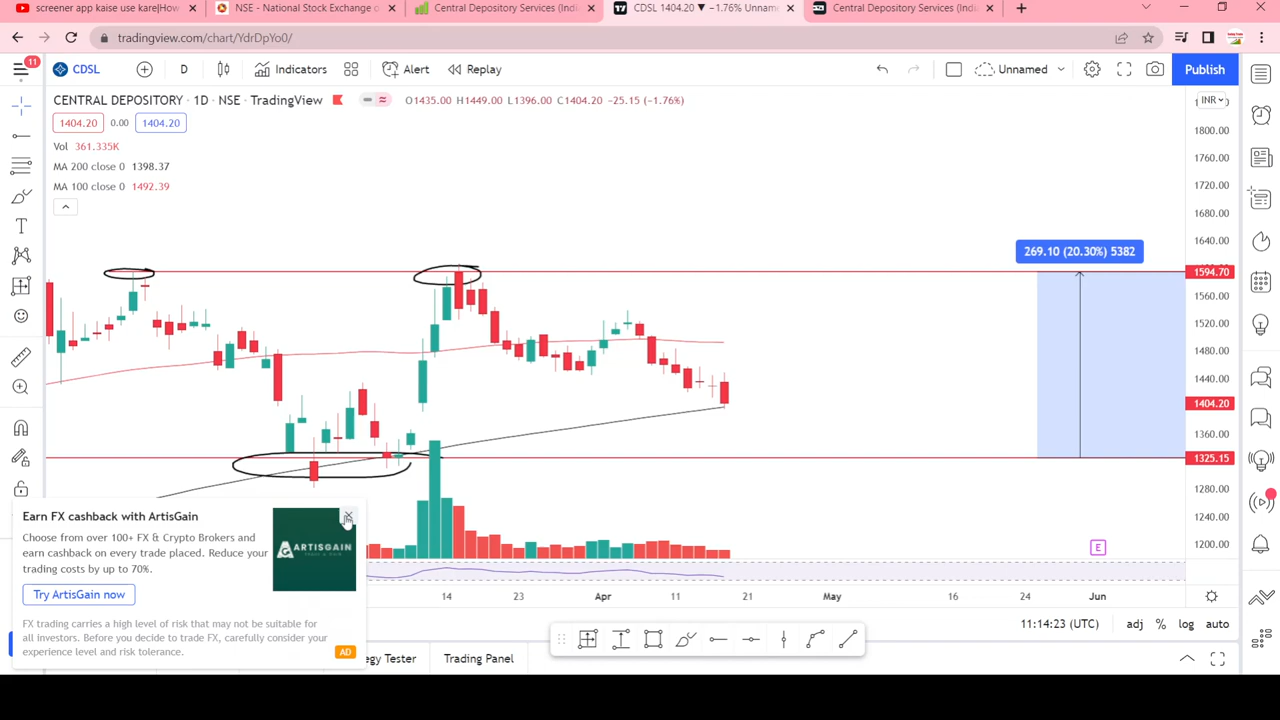 screener app kaise use kare|How
NSE - National Stock Exchange o
Central Depository Services (Indi
CDSL 1404.20 ▼ −1.76% Unnam
Central Depository Services (Indi
tradingview.com/chart/YdrDpYo0/
11
CDSL
D
Indicators
Alert
Replay
Unnamed
Publish
CENTRAL DEPOSITORY · 1D · NSE · TradingView
O1435.00 H1449.00 L1396.00 C1404.20 −25.15 (−1.76%)
INR
1404.20
0.00
1404.20
Vol 361.335K
MA 200 close 0 1398.37
MA 100 close 0 1492.39
1800.00
1760.00
1720.00
1680.00
1640.00
269.10 (20.30%) 5382
1594.70
1560.00
1520.00
1480.00
1440.00
1404.20
1360.00
1325.15
1280.00
1240.00
1200.00
E
Earn FX cashback with ArtisGain
Choose from over 100+ FX & Crypto Brokers and
earn cashback on every trade placed. Reduce your
trading costs by up to 70%.
ARTISGAIN
Try ArtisGain now
FX trading carries a high level of risk that may not be suitable for
all investors. Before you decide to trade FX, carefully consider your
experience level and risk tolerance.
AD
14
23
Apr
11
21
May
16
24
Jun
11:14:23 (UTC)
adj
%
log
auto
egy Tester
Trading Panel